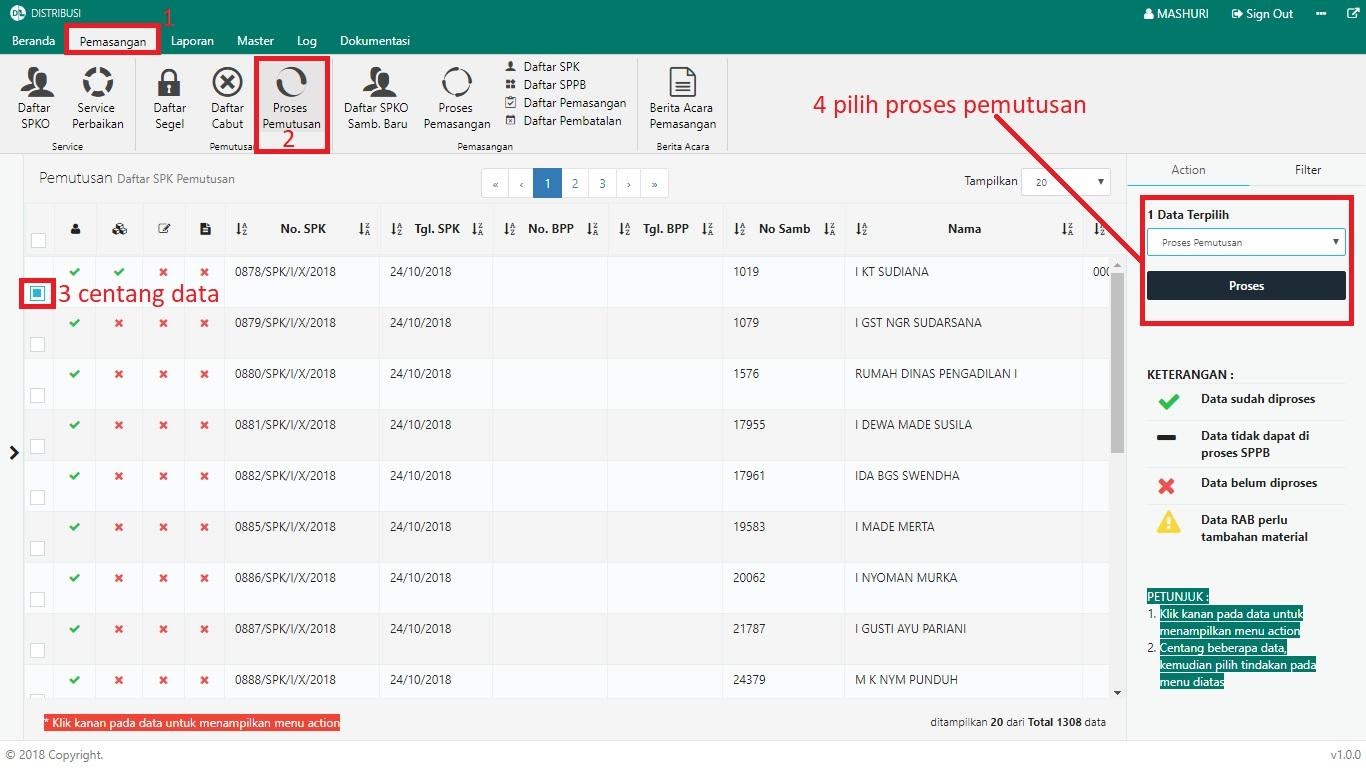 DISTRIBUSI
MASHURI Sign Out
1
Beranda Pemasangan Laporan Master Log Dokumentasi
Daftar SPKO
Service Perbaikan
Service
Daftar Segel
Daftar Cabut
Proses Pemutusan
2
Pemutusan
Daftar SPKO Samb. Baru
Proses Pemasangan
Daftar SPK
Daftar SPPB
Daftar Pemasangan
Daftar Pembatalan
Pemasangan
Berita Acara Pemasangan
Berita Acara
4 pilih proses pemutusan
Pemutusan Daftar SPK Pemutusan
« ‹ 1 2 3 › »
Tampilkan 20
No. SPK Tgl. SPK No. BPP Tgl. BPP No Samb Nama
0878/SPK/I/X/2018 24/10/2018 1019 I KT SUDIANA 000
3 centang data
0879/SPK/I/X/2018 24/10/2018 1079 I GST NGR SUDARSANA
0880/SPK/I/X/2018 24/10/2018 1576 RUMAH DINAS PENGADILAN I
0881/SPK/I/X/2018 24/10/2018 17955 I DEWA MADE SUSILA
0882/SPK/I/X/2018 24/10/2018 17961 IDA BGS SWENDHA
0885/SPK/I/X/2018 24/10/2018 19583 I MADE MERTA
0886/SPK/I/X/2018 24/10/2018 20062 I NYOMAN MURKA
0887/SPK/I/X/2018 24/10/2018 21787 I GUSTI AYU PARIANI
0888/SPK/I/X/2018 24/10/2018 24379 M K NYM PUNDUH
* Klik kanan pada data untuk menampilkan menu action
ditampilkan 20 dari Total 1308 data
Action Filter
1 Data Terpilih
Proses Pemutusan
Proses
KETERANGAN :
Data sudah diproses
Data tidak dapat di
proses SPPB
Data belum diproses
Data RAB perlu
tambahan material
PETUNJUK :
1. Klik kanan pada data untuk
menampilkan menu action
2. Centang beberapa data,
kemudian pilih tindakan pada
menu diatas
© 2018 Copyright.
v1.0.0